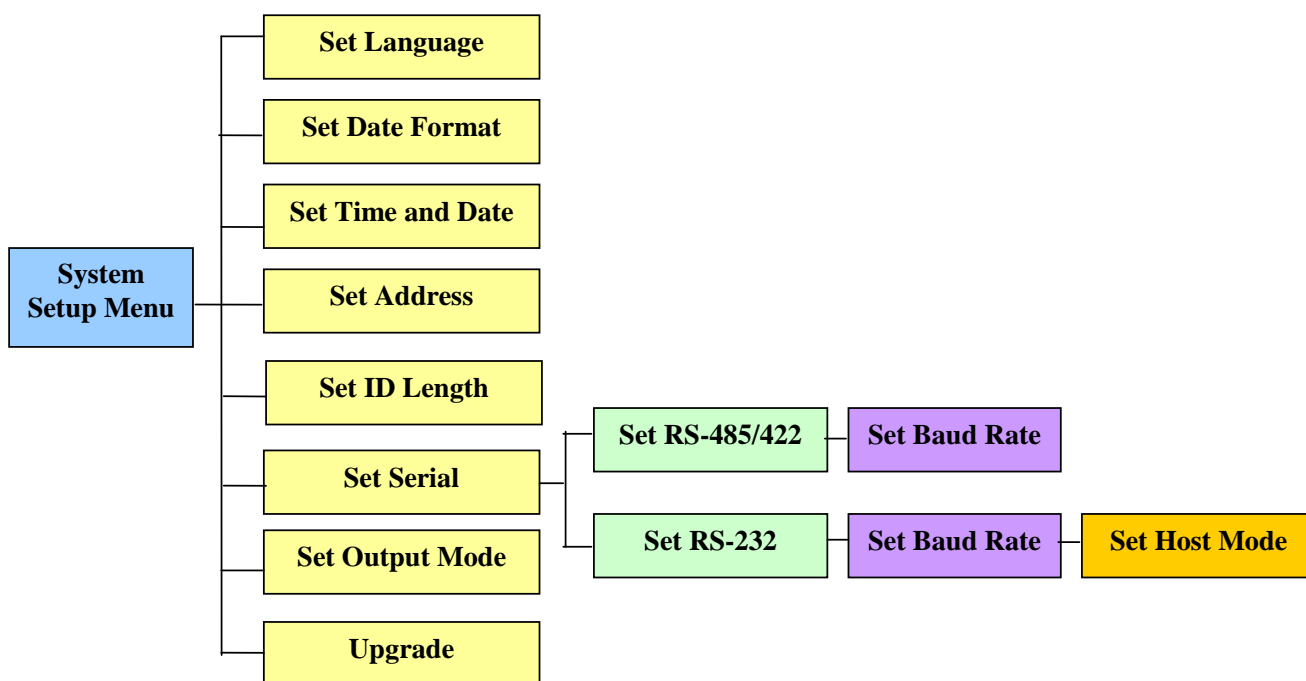 Set Language
Set Date Format
Set Time and Date
System
Setup Menu
Set Address
Set ID Length
Set Serial
Set RS-485/422
Set Baud Rate
Set RS-232
Set Baud Rate
Set Host Mode
Set Output Mode
Upgrade